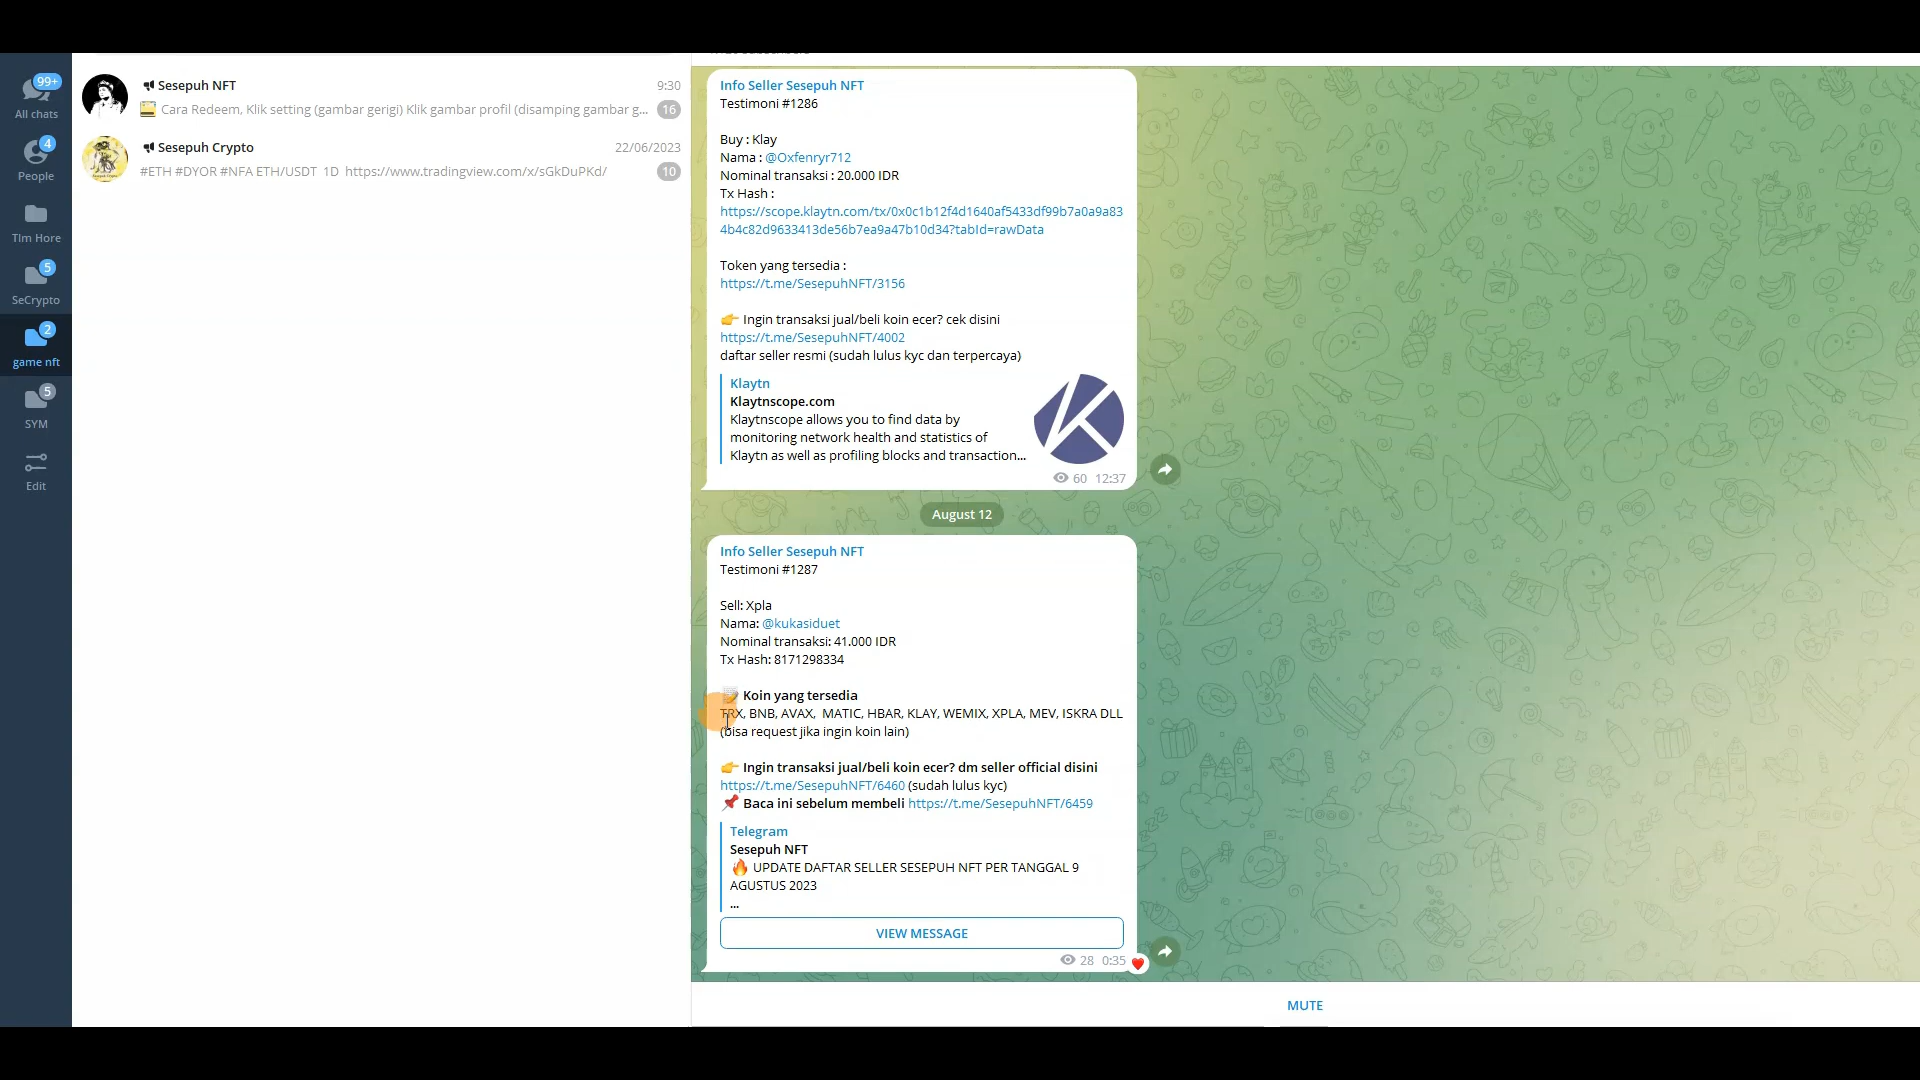 99+
All chats
4
People
TIm Hore
5
SeCrypto
2
game nft
5
SYM
Edit
Sesepuh NFT
9:30
Cara Redeem, Klik setting (gambar gerigi) Klik gambar profil (disamping gambar g...
16
Sesepuh Crypto
22/06/2023
#ETH #DYOR #NFA ETH/USDT 1D https://www.tradingview.com/x/sGkDuPKd/
10
Info Seller Sesepuh NFT
Testimoni #1286
Buy : Klay
Nama : @Oxfenryr712
Nominal transaksi : 20.000 IDR
Tx Hash :
https://scope.klaytn.com/tx/0x0c1b12f4d1640af5433df99b7a0a9a83
4b4c82d9633413de56b7ea9a47b10d34?tabId=rawData
Token yang tersedia :
https://t.me/SesepuhNFT/3156
👉 Ingin transaksi jual/beli koin ecer? cek disini
https://t.me/SesepuhNFT/4002
daftar seller resmi (sudah lulus kyc dan terpercaya)
Klaytn
Klaytnscope.com
Klaytnscope allows you to find data by
monitoring network health and statistics of
Klaytn as well as profiling blocks and transaction...
60 12:37
August 12
Info Seller Sesepuh NFT
Testimoni #1287
Sell: Xpla
Nama: @kukasiduet
Nominal transaksi: 41.000 IDR
Tx Hash: 8171298334
📝 Koin yang tersedia
TRX, BNB, AVAX, MATIC, HBAR, KLAY, WEMIX, XPLA, MEV, ISKRA DLL
(bisa request jika ingin koin lain)
👉 Ingin transaksi jual/beli koin ecer? dm seller official disini
https://t.me/SesepuhNFT/6460 (sudah lulus kyc)
📌 Baca ini sebelum membeli https://t.me/SesepuhNFT/6459
Telegram
Sesepuh NFT
🔥 UPDATE DAFTAR SELLER SESEPUH NFT PER TANGGAL 9
AGUSTUS 2023
...
VIEW MESSAGE
28 0:35
MUTE